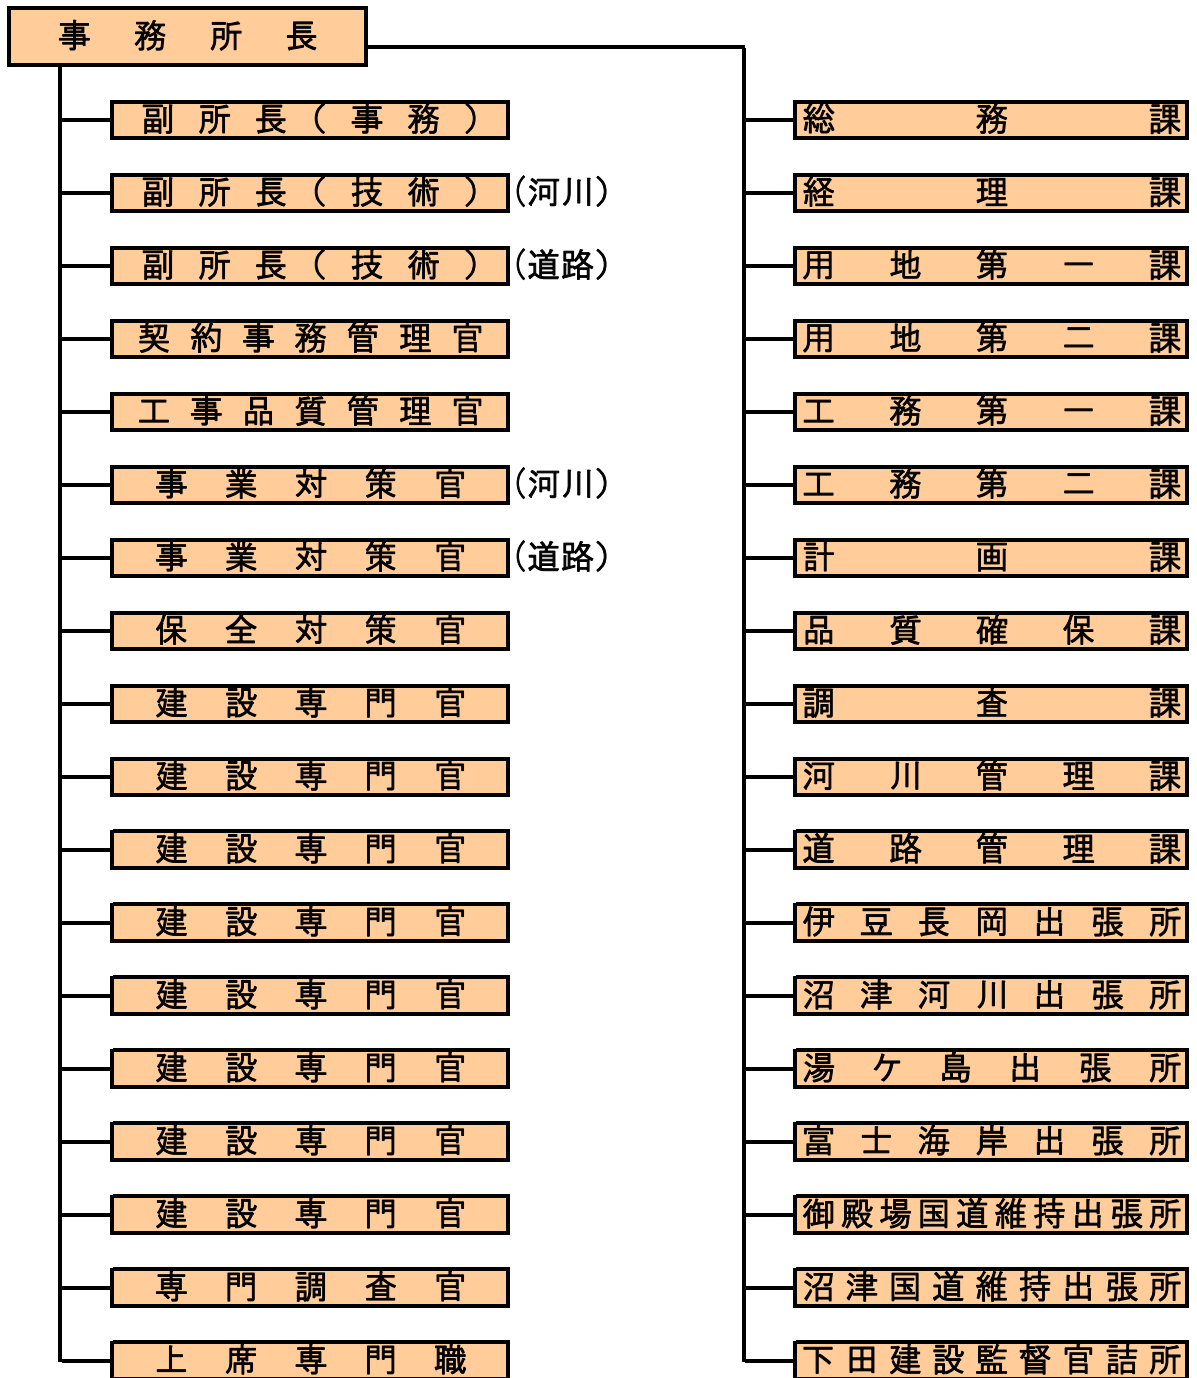 事務所長
副所長（事務）
副所長（技術）（河川）
副所長（技術）（道路）
契約事務管理官
工事品質管理官
事業対策官（河川）
事業対策官（道路）
保全対策官
建設専門官
建設専門官
建設専門官
建設専門官
建設専門官
建設専門官
建設専門官
建設専門官
専門調査官
上席専門職
総務課
経理課
用地第一課
用地第二課
工務第一課
工務第二課
計画課
品質確保課
調査課
河川管理課
道路管理課
伊豆長岡出張所
沼津河川出張所
湯ケ島出張所
富士海岸出張所
御殿場国道維持出張所
沼津国道維持出張所
下田建設監督官詰所